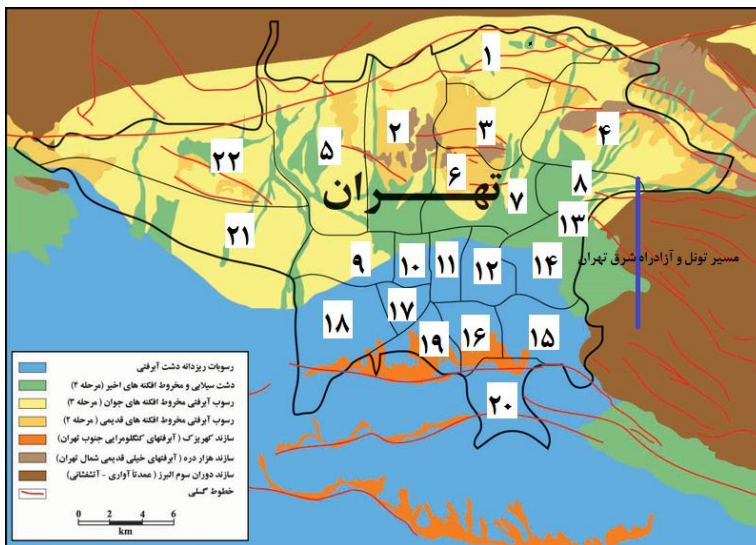 ۱
۲
۳
۴
۵
۲۲
۶
۸
تهران
۷
۱۳
۲۱
۹
۱۰
۱۱
۱۲
۱۴
مسیر تونل و آزادراه شرق تهران
۱۷
۱۸
۱۹
۱۶
۱۵
۲۰
رسوبات ریزدانه دشت آبرفتی
دشت سیلابی و مخروط افکنه های اخیر (مرحله ۴)
رسوب آبرفتی مخروط افکنه های جوان (مرحله ۳)
رسوب آبرفتی مخروط افکنه های قدیمی (مرحله ۲)
سازند کهریزک (آبرفتهای کنگلومرایی جنوب تهران)
سازند هزار دره (آبرفتهای خیلی قدیمی شمال تهران)
سازند دوران سوم البرز (عمدتاً آواری - آتشفشانی)
خطوط گسلی
0 2 4 6
km